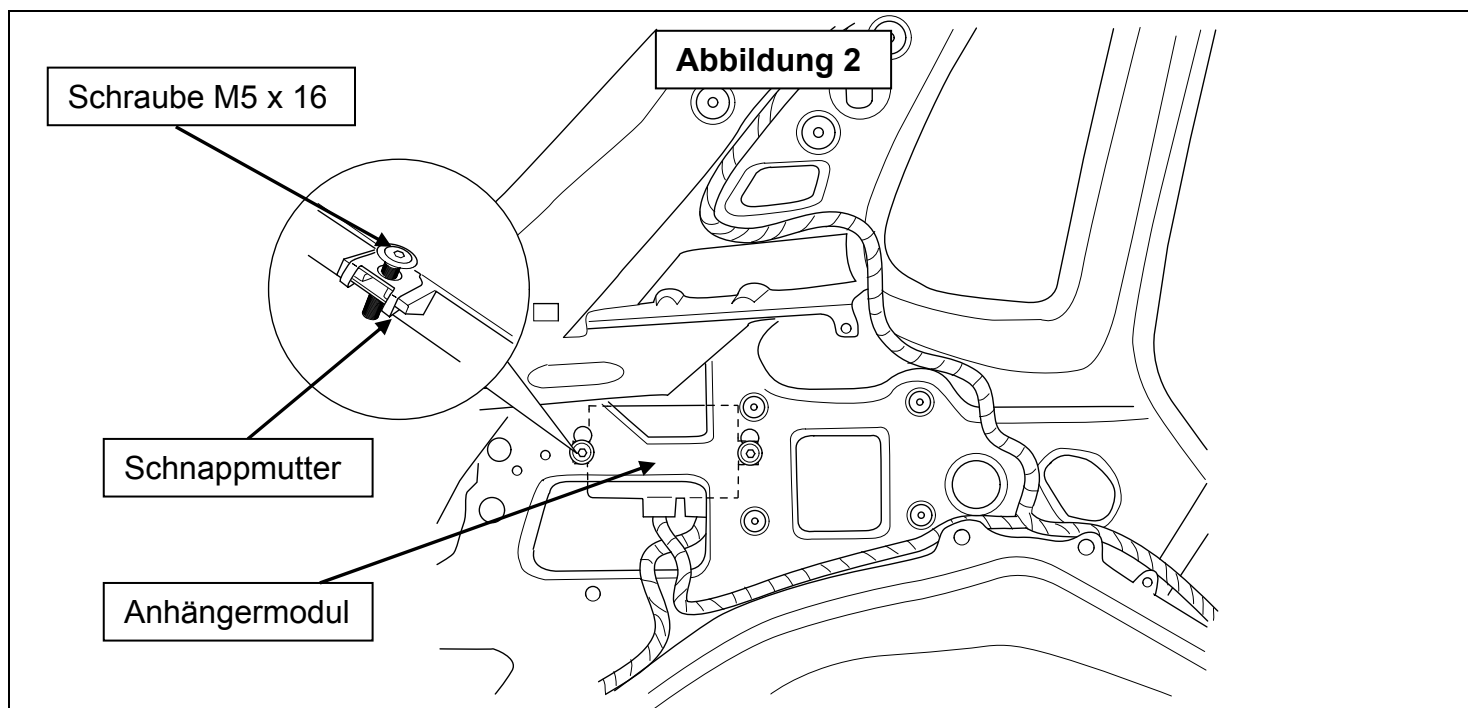 Abbildung 2
Schraube M5 x 16
Schnappmutter
Anhängermodul